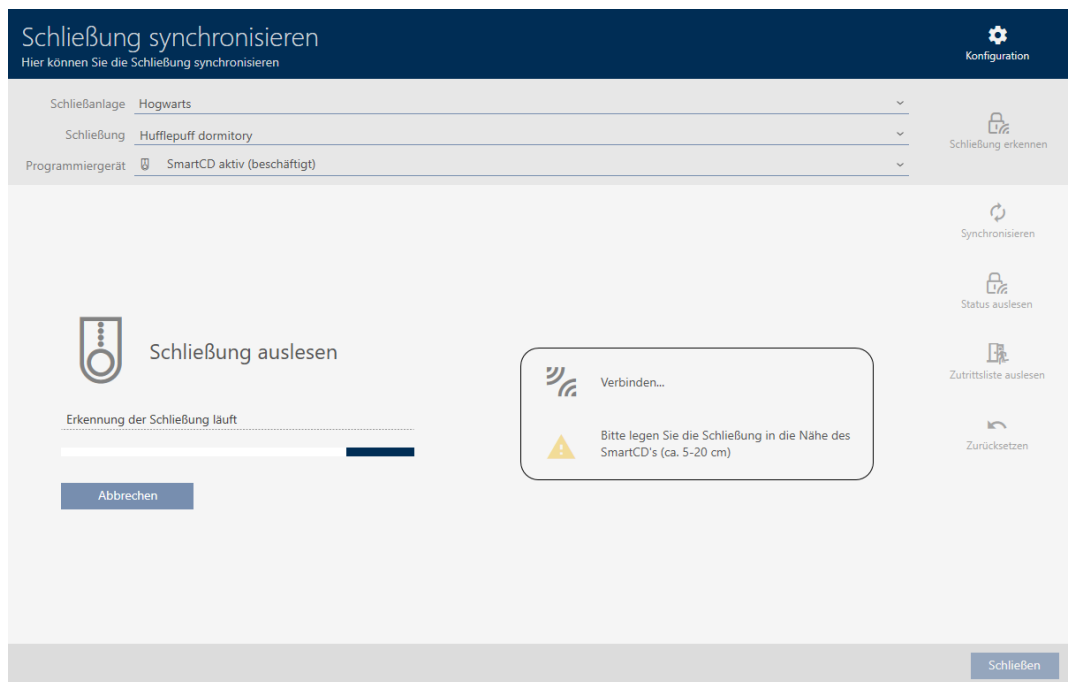 Schließung synchronisieren
Hier können Sie die Schließung synchronisieren
Konfiguration
Schließanlage Hogwarts
Schließung Hufflepuff dormitory
Programmiergerät SmartCD aktiv (beschäftigt)
Schließung erkennen
Synchronisieren
Status auslesen
Zutrittsliste auslesen
Zurücksetzen
Schließung auslesen
Erkennung der Schließung läuft
Abbrechen
Verbinden...
Bitte legen Sie die Schließung in die Nähe des
SmartCD's (ca. 5-20 cm)
Schließen